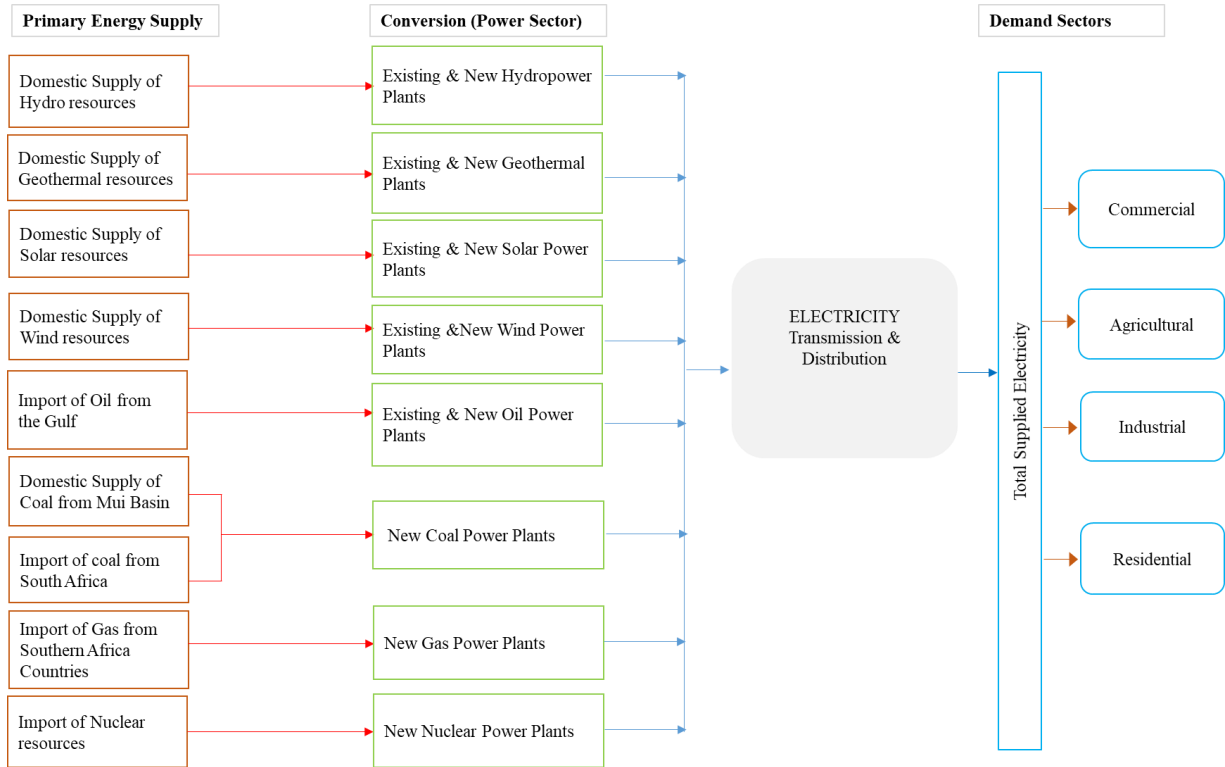 Primary Energy Supply
Conversion (Power Sector)
Demand Sectors
Domestic Supply of
Hydro resources
Existing & New Hydropower
Plants
Domestic Supply of
Geothermal resources
Existing & New Geothermal
Plants
Domestic Supply of
Solar resources
Existing & New Solar Power
Plants
Domestic Supply of
Wind resources
Existing &New Wind Power
Plants
Import of Oil from
the Gulf
Existing & New Oil Power
Plants
Domestic Supply of
Coal from Mui Basin
Import of coal from
South Africa
New Coal Power Plants
Import of Gas from
Southern Africa
Countries
New Gas Power Plants
Import of Nuclear
resources
New Nuclear Power Plants
ELECTRICITY
Transmission &
Distribution
Total Supplied Electricity
Commercial
Agricultural
Industrial
Residential